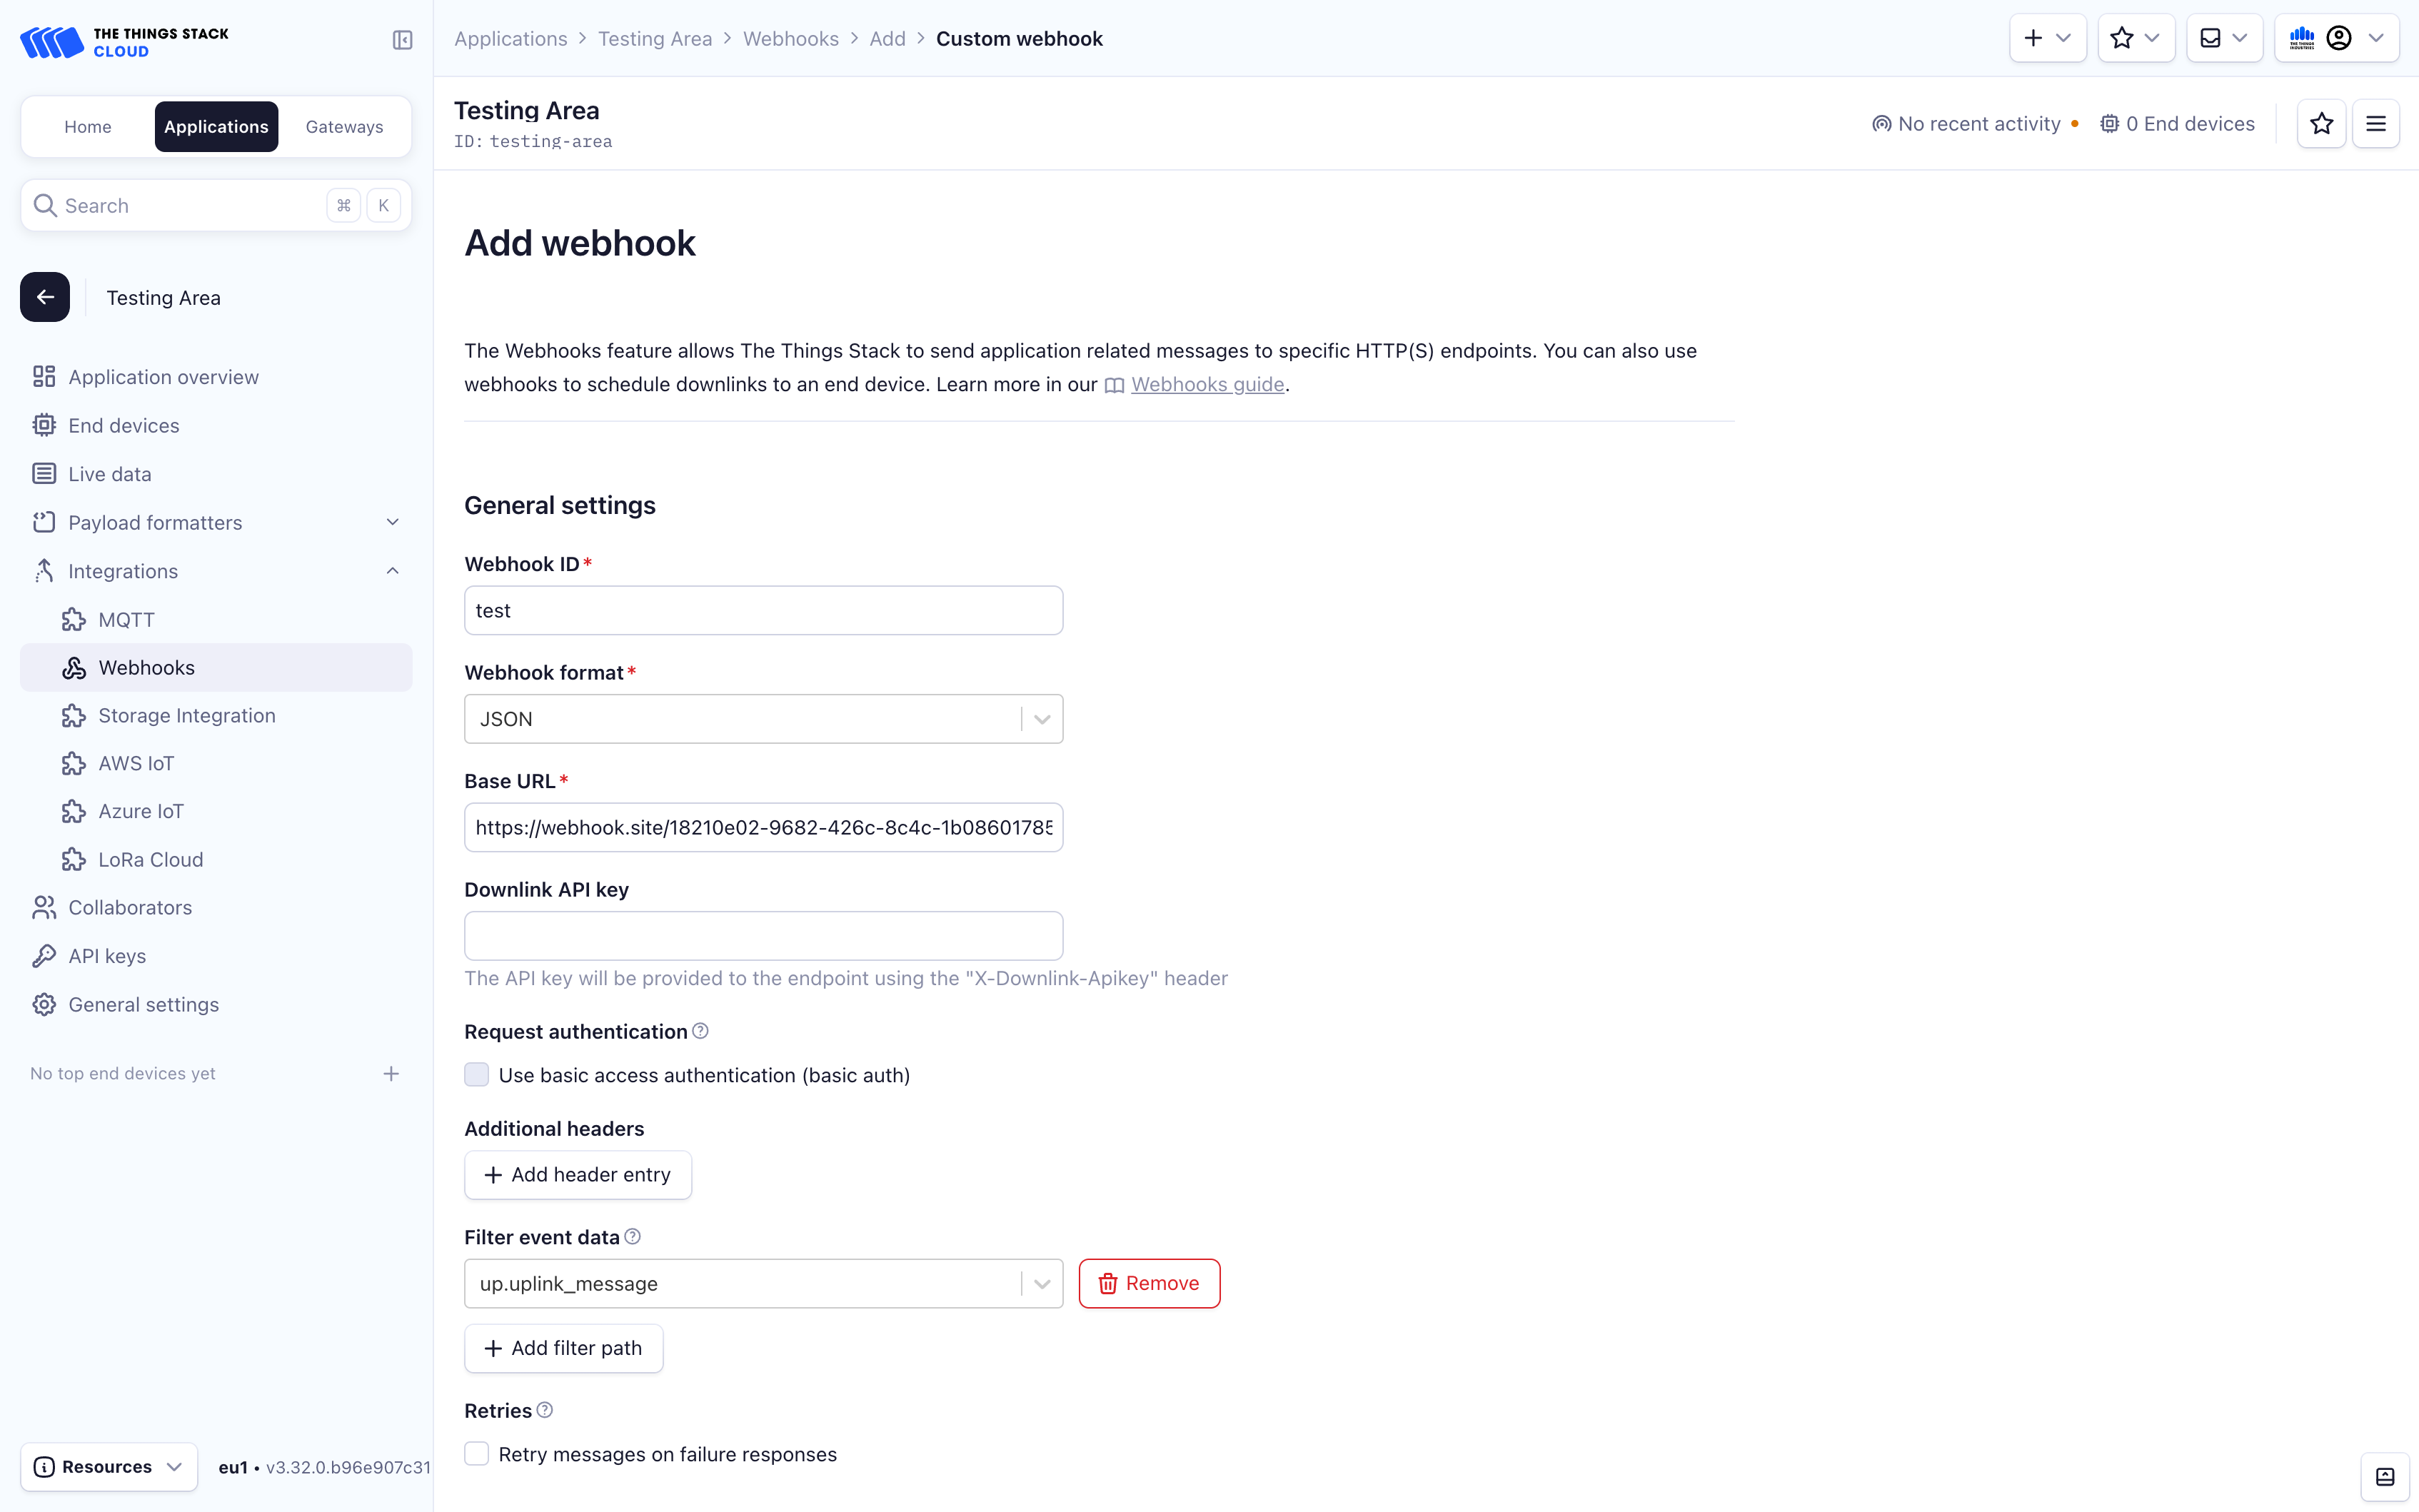 THE THINGS STACK
CLOUD
Applications > Testing Area > Webhooks > Add > Custom webhook
Home
Applications
Gateways
Search
⌘ K
Testing Area
Application overview
End devices
Live data
Payload formatters
Integrations
MQTT
Webhooks
Storage Integration
AWS IoT
Azure IoT
LoRa Cloud
Collaborators
API keys
General settings
No top end devices yet
Resources
eu1 • v3.32.0.b96e907c31
Testing Area
ID: testing-area
No recent activity
0 End devices
Add webhook
The Webhooks feature allows The Things Stack to send application related messages to specific HTTP(S) endpoints. You can also use
webhooks to schedule downlinks to an end device. Learn more in our Webhooks guide.
General settings
Webhook ID*
test
Webhook format*
JSON
Base URL*
https://webhook.site/18210e02-9682-426c-8c4c-1b08601785
Downlink API key
The API key will be provided to the endpoint using the "X-Downlink-Apikey" header
Request authentication
Use basic access authentication (basic auth)
Additional headers
+ Add header entry
Filter event data
up.uplink_message
Remove
+ Add filter path
Retries
Retry messages on failure responses